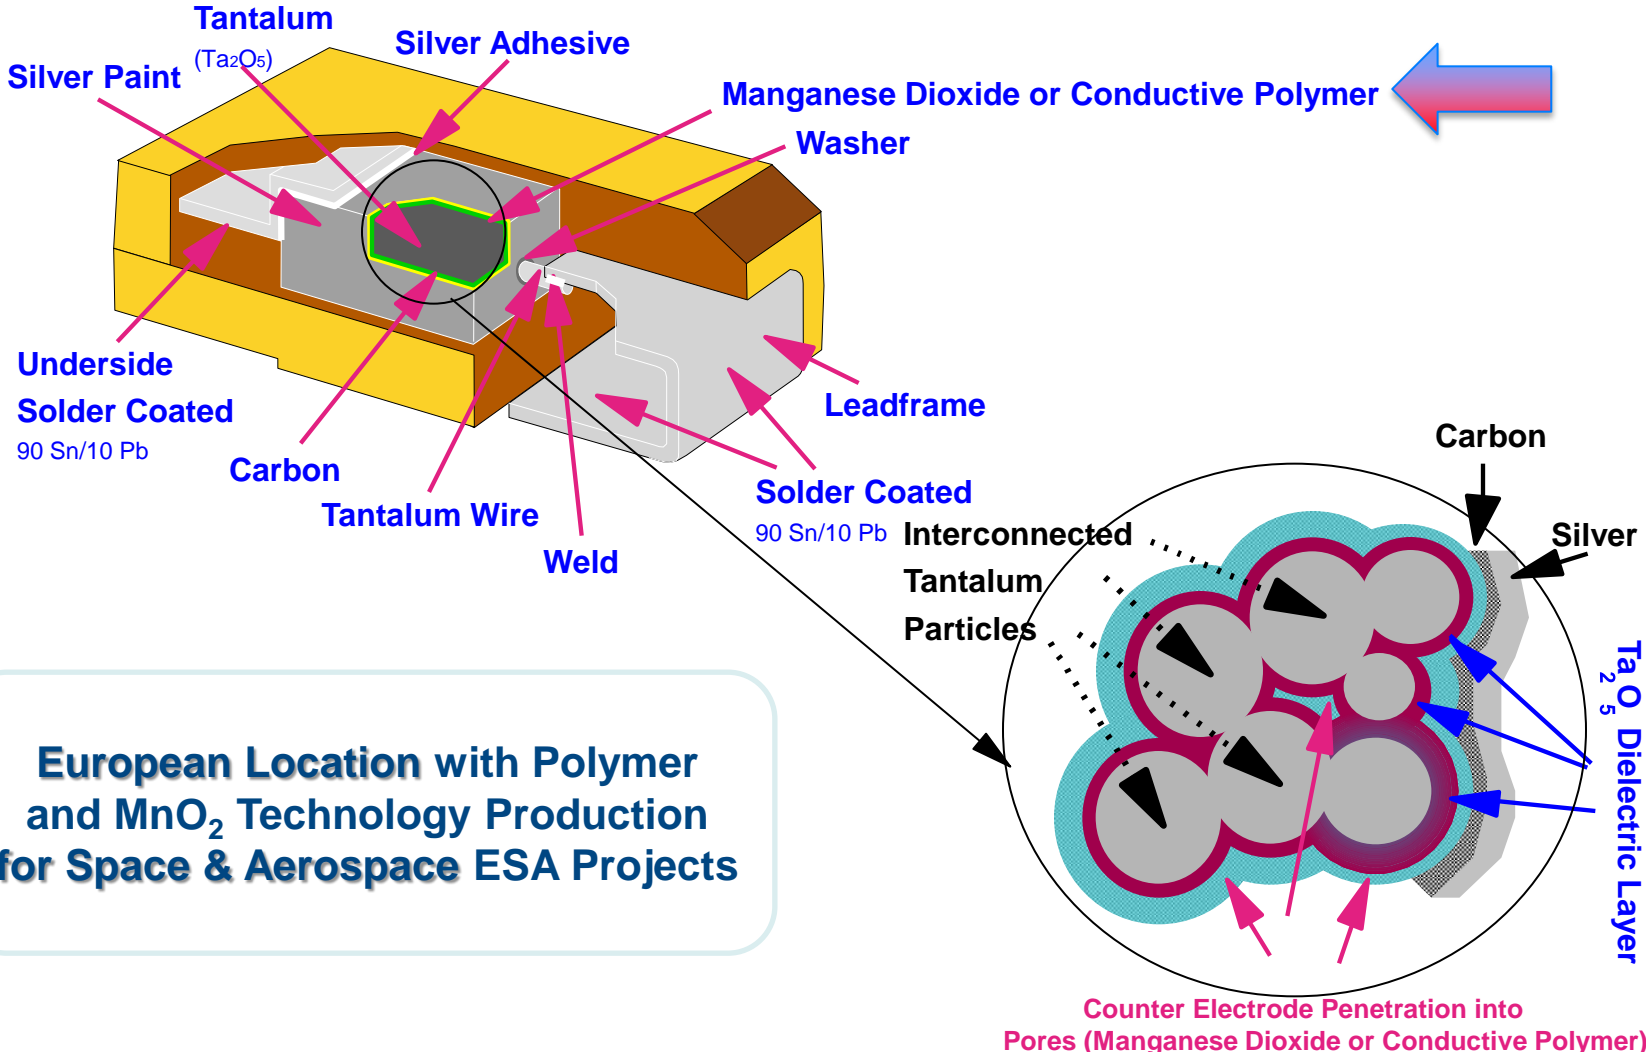 Tantalum
(Ta₂O₅)
Silver Adhesive
Silver Paint
Manganese Dioxide or Conductive Polymer
Washer
Underside
Solder Coated
90 Sn/10 Pb
Carbon
Tantalum Wire
Weld
Leadframe
Solder Coated
90 Sn/10 Pb
Carbon
Silver
Interconnected
Tantalum
Particles
Ta₂O₅ Dielectric Layer
European Location with Polymer
and MnO₂ Technology Production
for Space & Aerospace ESA Projects
Counter Electrode Penetration into
Pores (Manganese Dioxide or Conductive Polymer)